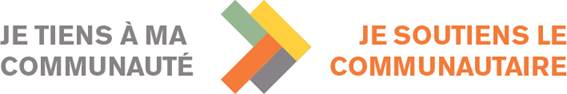 JE TIENS À MA
COMMUNAUTÉ
JE SOUTIENS LE
COMMUNAUTAIRE